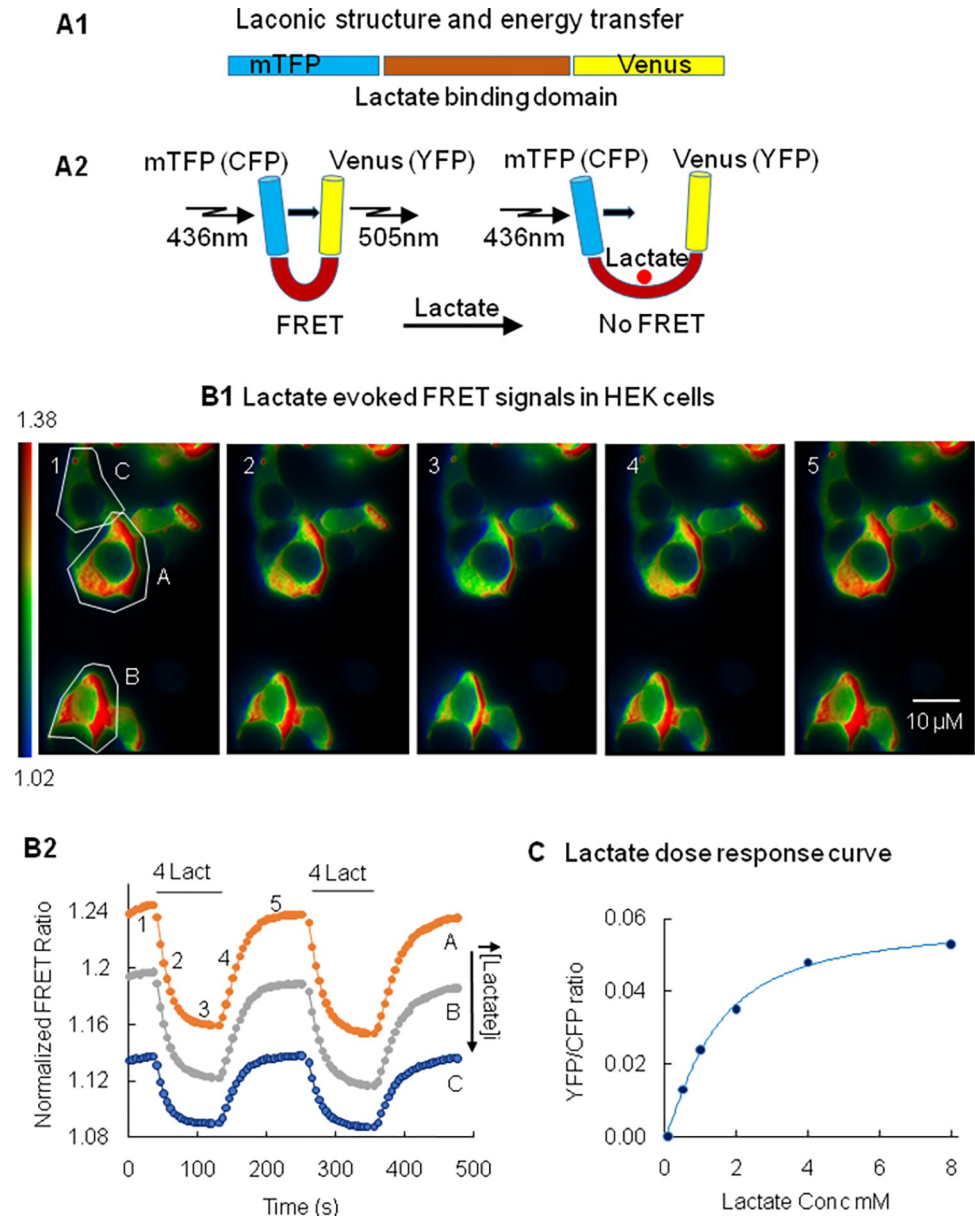 A1 Laconic structure and energy transfer
mTFP Venus
Lactate binding domain
A2
mTFP (CFP) Venus (YFP) mTFP (CFP) Venus (YFP)
436nm 505nm 436nm Lactate
FRET Lactate No FRET
B1 Lactate evoked FRET signals in HEK cells
1.38
1 2 3 4 5
C
A
B
10 µM
1.02
B2
4 Lact 4 Lact
Normalized FRET Ratio
1.24
1.2
1.16
1.12
1.08
1 2 3 4 5
A
B
C
[Lactate]i
0 100 200 300 400 500
Time (s)
C Lactate dose response curve
YFP/CFP ratio
0.06
0.04
0.02
0.00
0 2 4 6 8
Lactate Conc mM